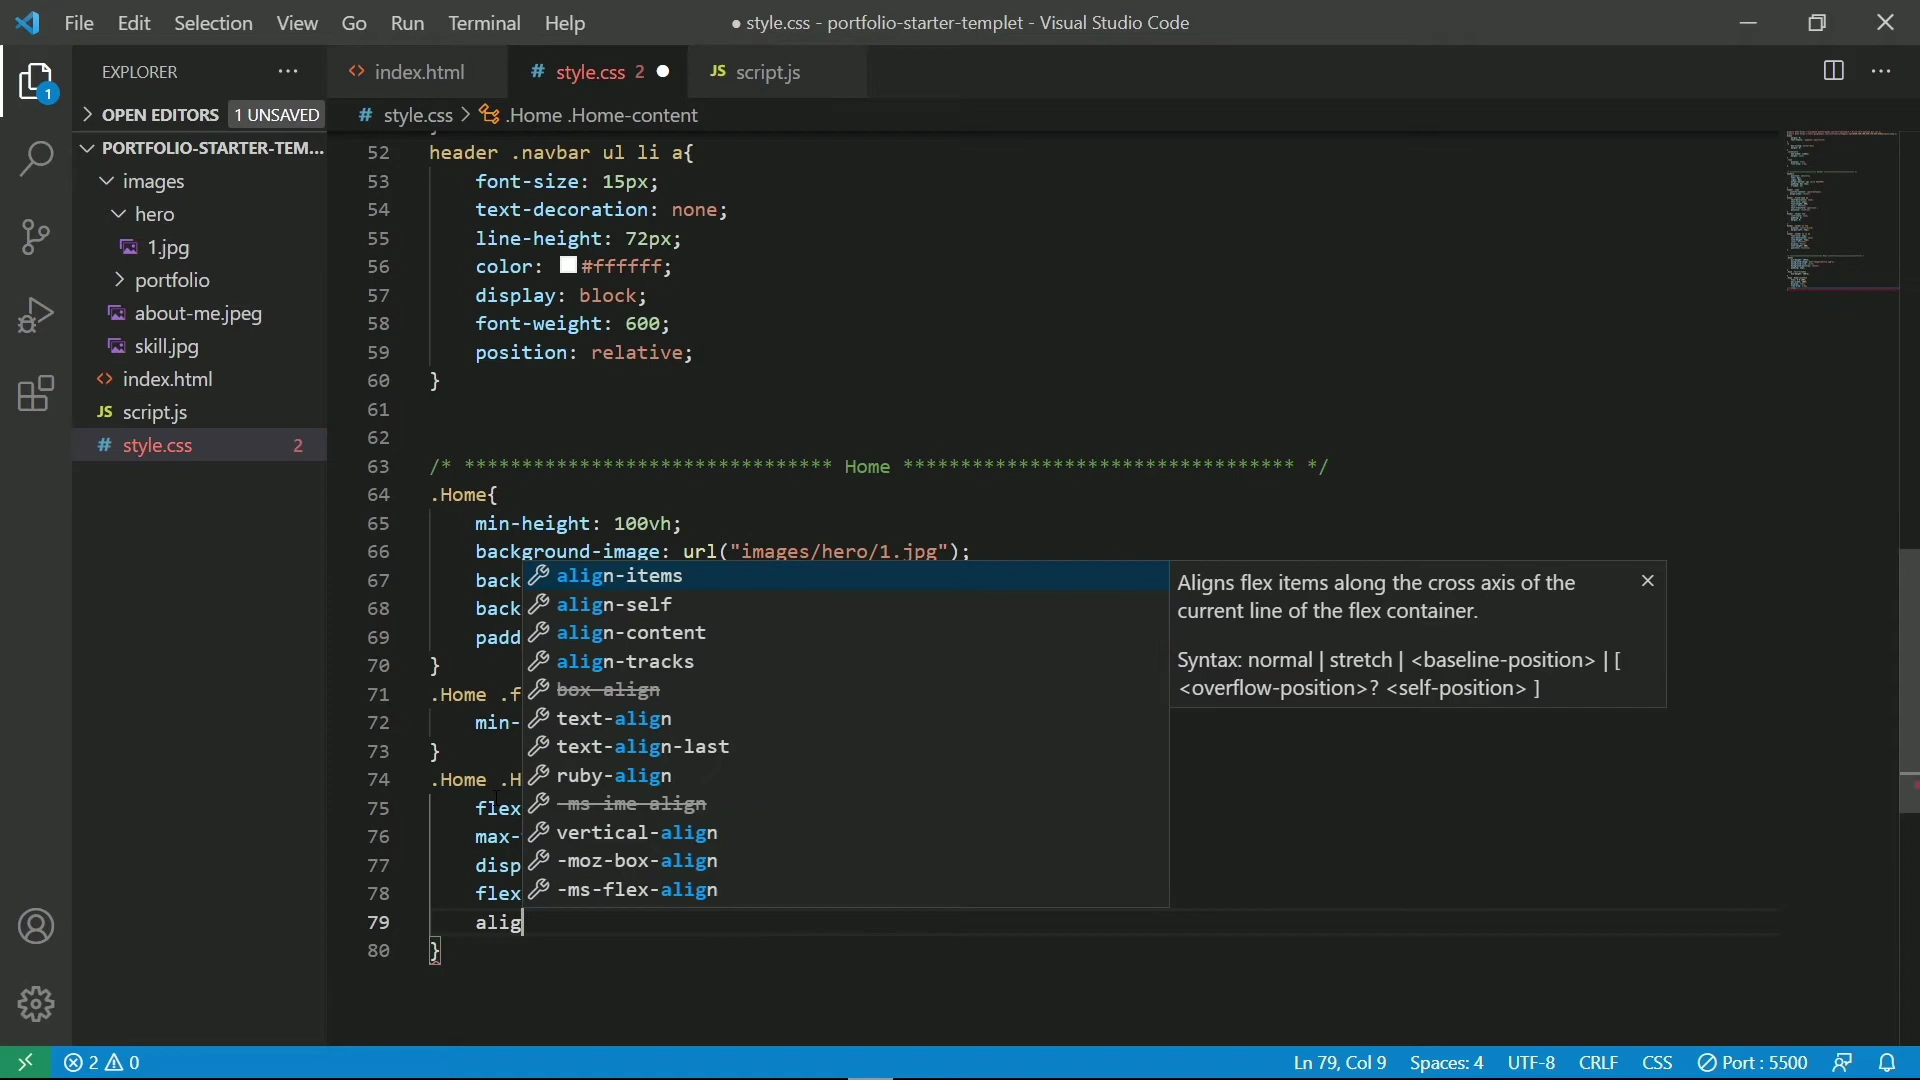 File Edit Selection View Go Run Terminal Help
● style.css - portfolio-starter-templet - Visual Studio Code
EXPLORER
index.html
# style.css 2
JS script.js
1
OPEN EDITORS 1 UNSAVED
# style.css > .Home .Home-content
PORTFOLIO-STARTER-TEM...
images
hero
1.jpg
portfolio
about-me.jpeg
skill.jpg
index.html
JS script.js
# style.css 2
52 header .navbar ul li a{
53 font-size: 15px;
54 text-decoration: none;
55 line-height: 72px;
56 color: #ffffff;
57 display: block;
58 font-weight: 600;
59 position: relative;
60 }
61
62
63 /* ******************************** Home ********************************** */
64 .Home{
65 min-height: 100vh;
66 background-image: url("images/hero/1.jpg");
67 back
68 back
69 padd
70 }
71 .Home .f
72 min-
73 }
74 .Home .H
75 flex
76 max-
77 disp
78 flex
79 alig
80 }
align-items
align-self
align-content
align-tracks
box-align
text-align
text-align-last
ruby-align
-ms-ime-align
vertical-align
-moz-box-align
-ms-flex-align
Aligns flex items along the cross axis of the
current line of the flex container.
Syntax: normal | stretch | <baseline-position> | [
<overflow-position>? <self-position> ]
2 0
Ln 79, Col 9 Spaces: 4 UTF-8 CRLF CSS Port : 5500